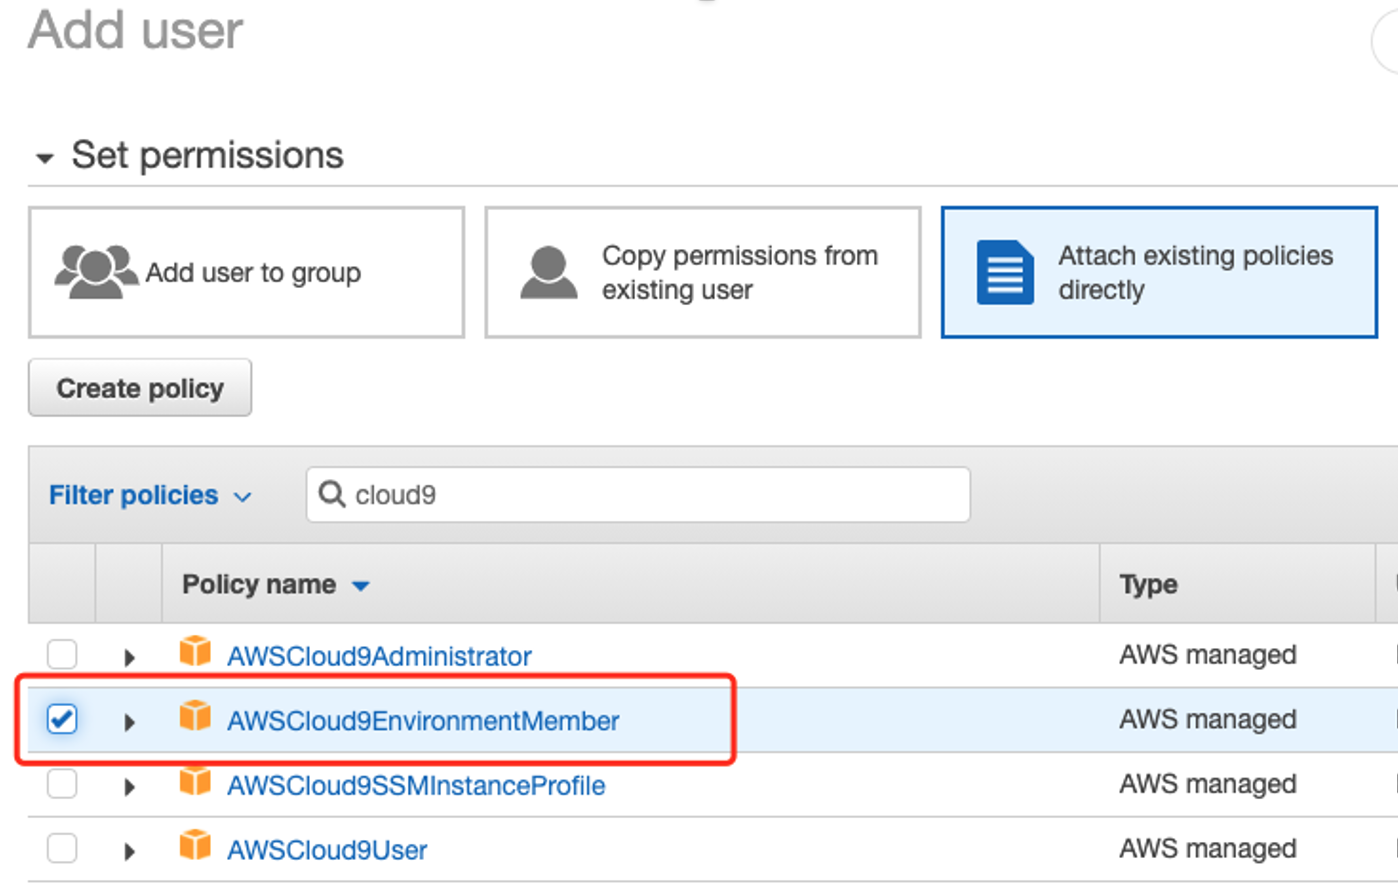 Add user
Set permissions
Add user to group
Copy permissions from
existing user
Attach existing policies
directly
Create policy
Filter policies
cloud9
Policy name
Type
AWSCloud9Administrator
AWS managed
AWSCloud9EnvironmentMember
AWS managed
AWSCloud9SSMInstanceProfile
AWS managed
AWSCloud9User
AWS managed